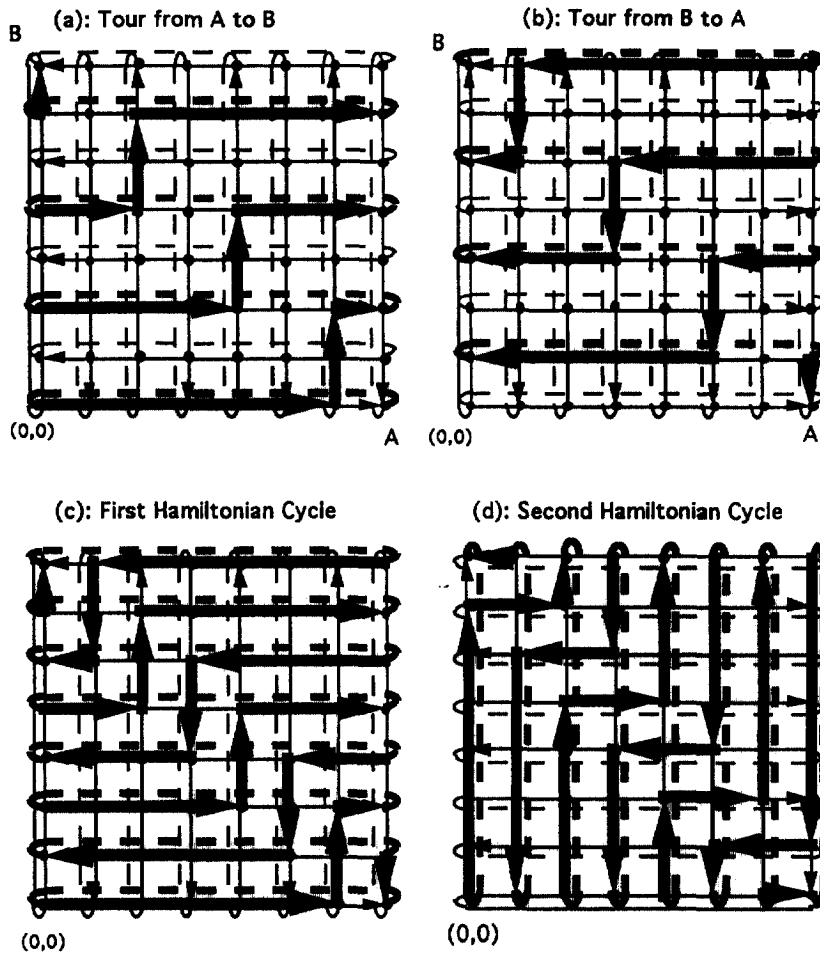 (a): Tour from A to B
(b): Tour from B to A
B
B
(0,0)
A
(0,0)
A
(c): First Hamiltonian Cycle
(d): Second Hamiltonian Cycle
(0,0)
(0,0)